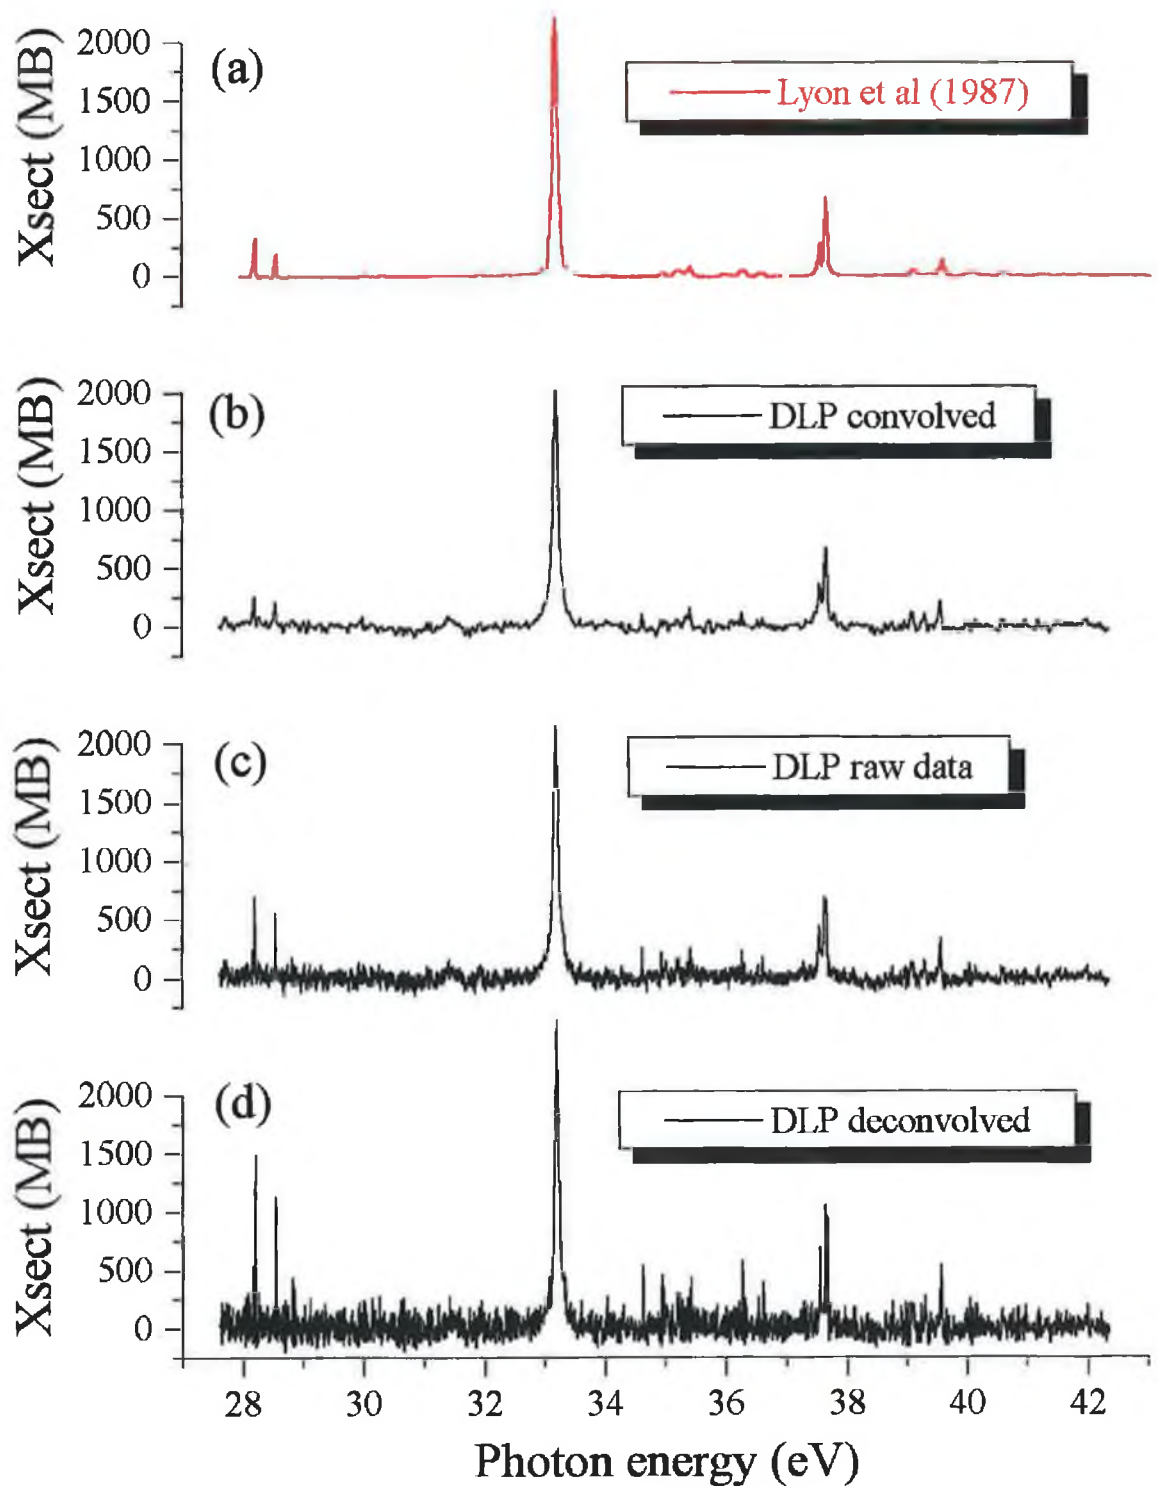 (a)
Lyon et al (1987)
Xsect (MB)
2000
1500
1000
500
0
(b)
DLP convolved
Xsect (MB)
2000
1500
1000
500
0
(c)
DLP raw data
Xsect (MB)
2000
1500
1000
500
0
(d)
DLP deconvolved
Xsect (MB)
2000
1500
1000
500
0
28 30 32 34 36 38 40 42
Photon energy (eV)